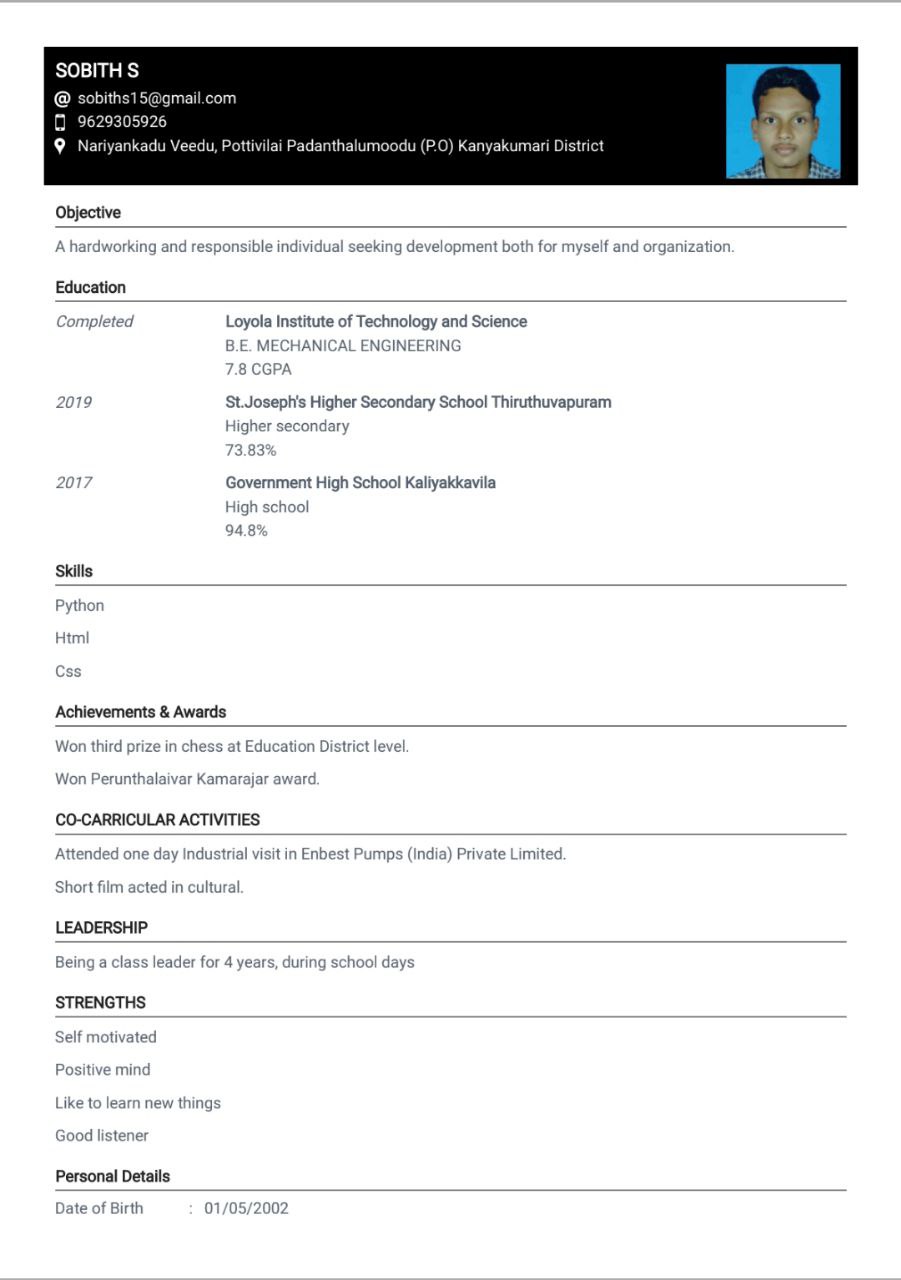 SOBITH S
@ sobiths15@gmail.com
9629305926
Nariyankadu Veedu, Pottivilai Padanthalumoodu (P.O) Kanyakumari District
Objective
A hardworking and responsible individual seeking development both for myself and organization.
Education
Completed Loyola Institute of Technology and Science
B.E. MECHANICAL ENGINEERING
7.8 CGPA
2019 St.Joseph's Higher Secondary School Thiruthuvapuram
Higher secondary
73.83%
2017 Government High School Kaliyakkavila
High school
94.8%
Skills
Python
Html
Css
Achievements & Awards
Won third prize in chess at Education District level.
Won Perunthalaivar Kamarajar award.
CO-CARRICULAR ACTIVITIES
Attended one day Industrial visit in Enbest Pumps (India) Private Limited.
Short film acted in cultural.
LEADERSHIP
Being a class leader for 4 years, during school days
STRENGTHS
Self motivated
Positive mind
Like to learn new things
Good listener
Personal Details
Date of Birth : 01/05/2002